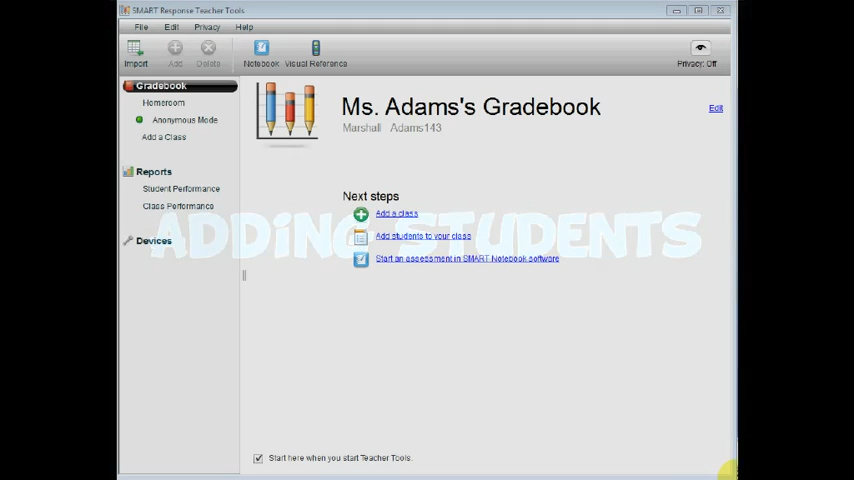 SMART Response Teacher Tools
File Edit Privacy Help
Import Add Delete Notebook Visual Reference Privacy: Off
Gradebook
Homeroom
Anonymous Mode
Add a Class
Reports
Student Performance
Class Performance
Devices
Ms. Adams's Gradebook
Edit
Marshall Adams143
Next steps
Add a class
Add students to your class
Start an assessment in SMART Notebook software
ADDING STUDENTS
Start here when you start Teacher Tools.